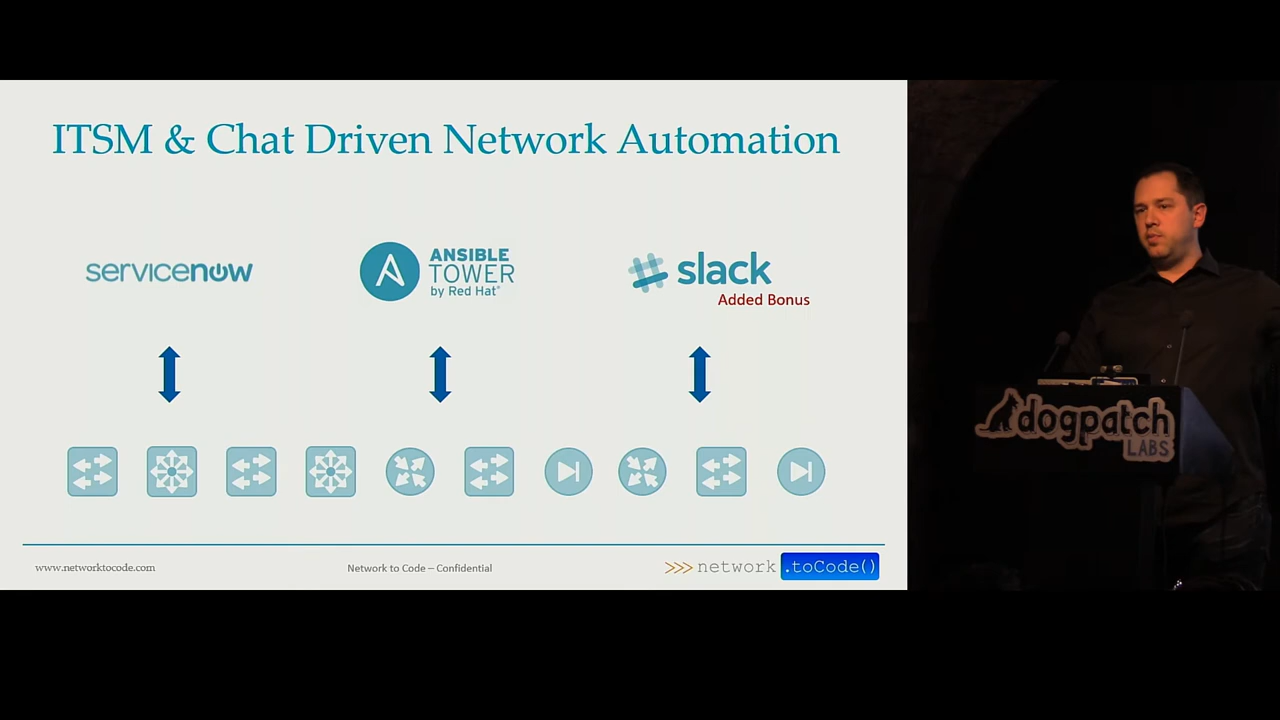 ITSM & Chat Driven Network Automation
servicenow
ANSIBLE
TOWER
by Red Hat®
slack
Added Bonus
www.networktocode.com
Network to Code – Confidential
>>> network .toCode()
dogpatch
LABS